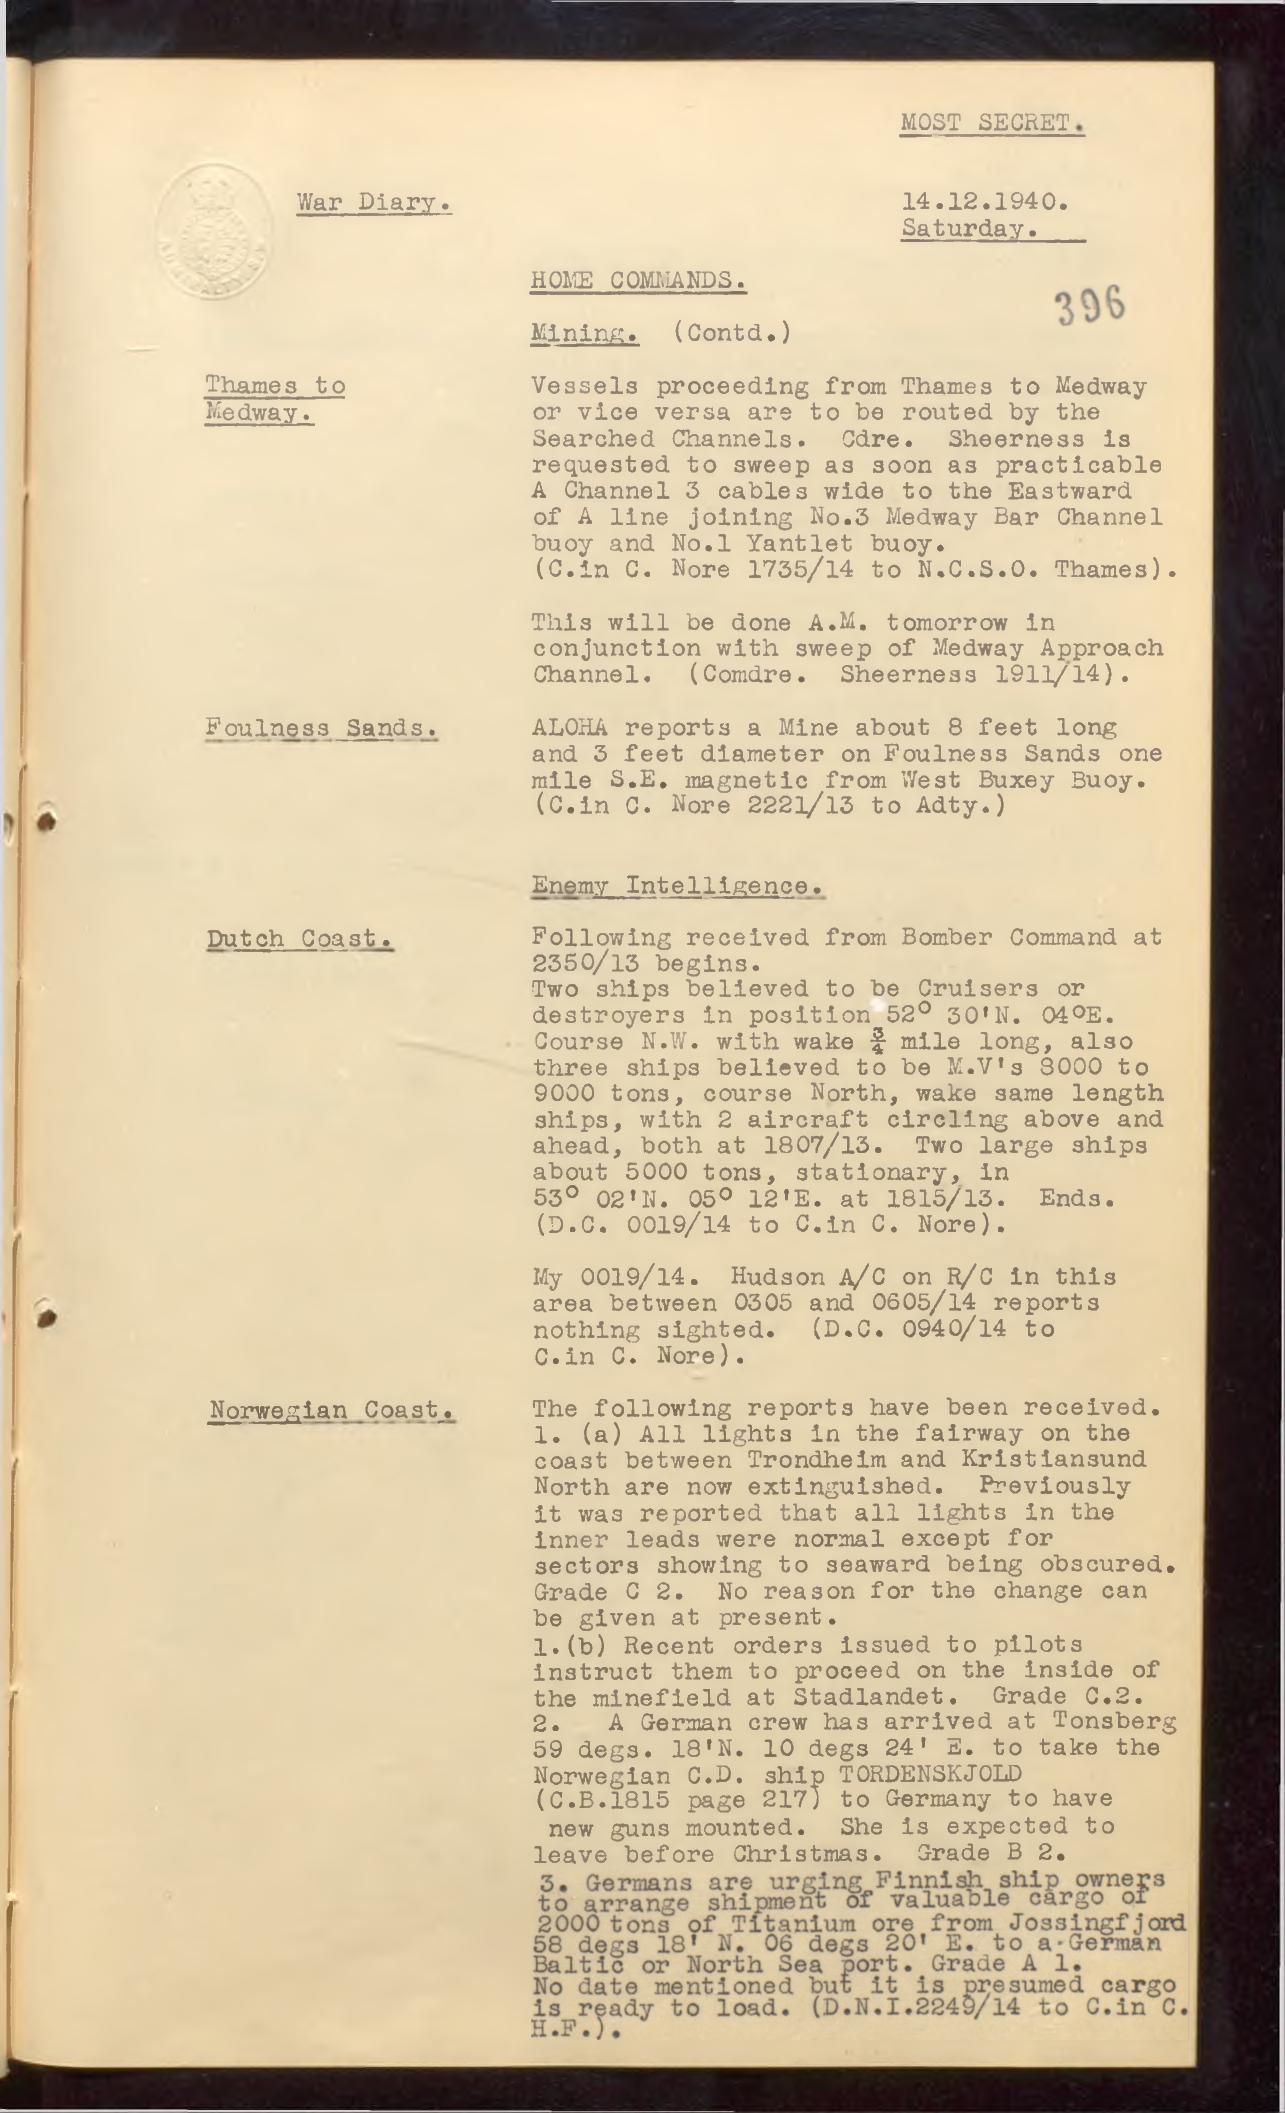 MOST SECRET.
War Diary.
14.12.1940.
Saturday.
HOME COMMANDS.
396
Mining. (Contd.)
Thames to
Medway.
Vessels proceeding from Thames to Medway
or vice versa are to be routed by the
Searched Channels. Cdre. Sheerness is
requested to sweep as soon as practicable
A Channel 3 cables wide to the Eastward
of A line joining No.3 Medway Bar Channel
buoy and No.1 Yantlet buoy.
(C.in C. Nore 1735/14 to N.C.S.O. Thames).
This will be done A.M. tomorrow in
conjunction with sweep of Medway Approach
Channel. (Comdre. Sheerness 1911/14).
Foulness Sands.
ALOHA reports a Mine about 8 feet long
and 3 feet diameter on Foulness Sands one
mile S.E. magnetic from West Buxey Buoy.
(C.in C. Nore 2221/13 to Adty.)
Enemy Intelligence.
Dutch Coast.
Following received from Bomber Command at
2350/13 begins.
Two ships believed to be Cruisers or
destroyers in position 52° 30'N. 04°E.
Course N.W. with wake ¾ mile long, also
three ships believed to be M.V's 8000 to
9000 tons, course North, wake same length
ships, with 2 aircraft circling above and
ahead, both at 1807/13. Two large ships
about 5000 tons, stationary, in
53° 02'N. 05° 12'E. at 1815/13. Ends.
(D.C. 0019/14 to C.in C. Nore).
My 0019/14. Hudson A/C on R/C in this
area between 0305 and 0605/14 reports
nothing sighted. (D.C. 0940/14 to
C.in C. Nore).
Norwegian Coast.
The following reports have been received.
1. (a) All lights in the fairway on the
coast between Trondheim and Kristiansund
North are now extinguished. Previously
it was reported that all lights in the
inner leads were normal except for
sectors showing to seaward being obscured.
Grade C 2. No reason for the change can
be given at present.
1.(b) Recent orders issued to pilots
instruct them to proceed on the inside of
the minefield at Stadlandet. Grade C.2.
2. A German crew has arrived at Tonsberg
59 degs. 18'N. 10 degs 24' E. to take the
Norwegian C.D. ship TORDENSKJOLD
(C.B.1815 page 217) to Germany to have
new guns mounted. She is expected to
leave before Christmas. Grade B 2.
3. Germans are urging Finnish ship owners
to arrange shipment of valuable cargo of
2000 tons of Titanium ore from Jossingfjord
58 degs 18' N. 06 degs 20' E. to a German
Baltic or North Sea port. Grade A 1.
No date mentioned but it is presumed cargo
is ready to load. (D.N.I.2249/14 to C.in C.
H.F.).